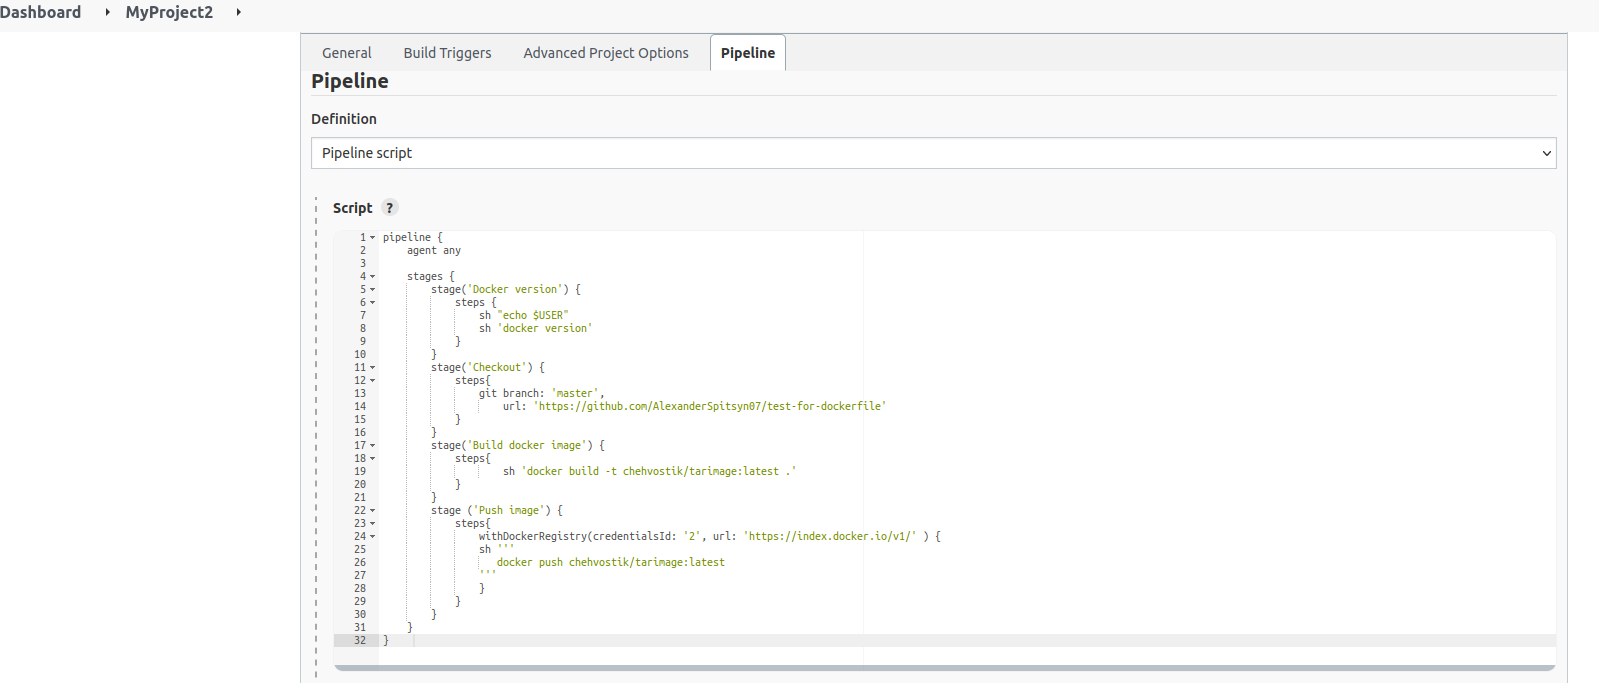 Dashboard MyProject2
General Build Triggers Advanced Project Options Pipeline
Pipeline
Definition
Pipeline script
Script ?
1 pipeline {
2     agent any
3
4     stages {
5         stage('Docker version') {
6             steps {
7                 sh "echo $USER"
8                 sh 'docker version'
9             }
10         }
11         stage('Checkout') {
12             steps{
13                 git branch: 'master',
14                     url: 'https://github.com/AlexanderSpitsyn07/test-for-dockerfile'
15             }
16         }
17         stage('Build docker image') {
18             steps{
19                     sh 'docker build -t chehvostik/tarimage:latest .'
20             }
21         }
22         stage ('Push image') {
23             steps{
24                 withDockerRegistry(credentialsId: '2', url: 'https://index.docker.io/v1/' ) {
25                 sh '''
26                    docker push chehvostik/tarimage:latest
27                 '''
28                 }
29             }
30         }
31     }
32 }